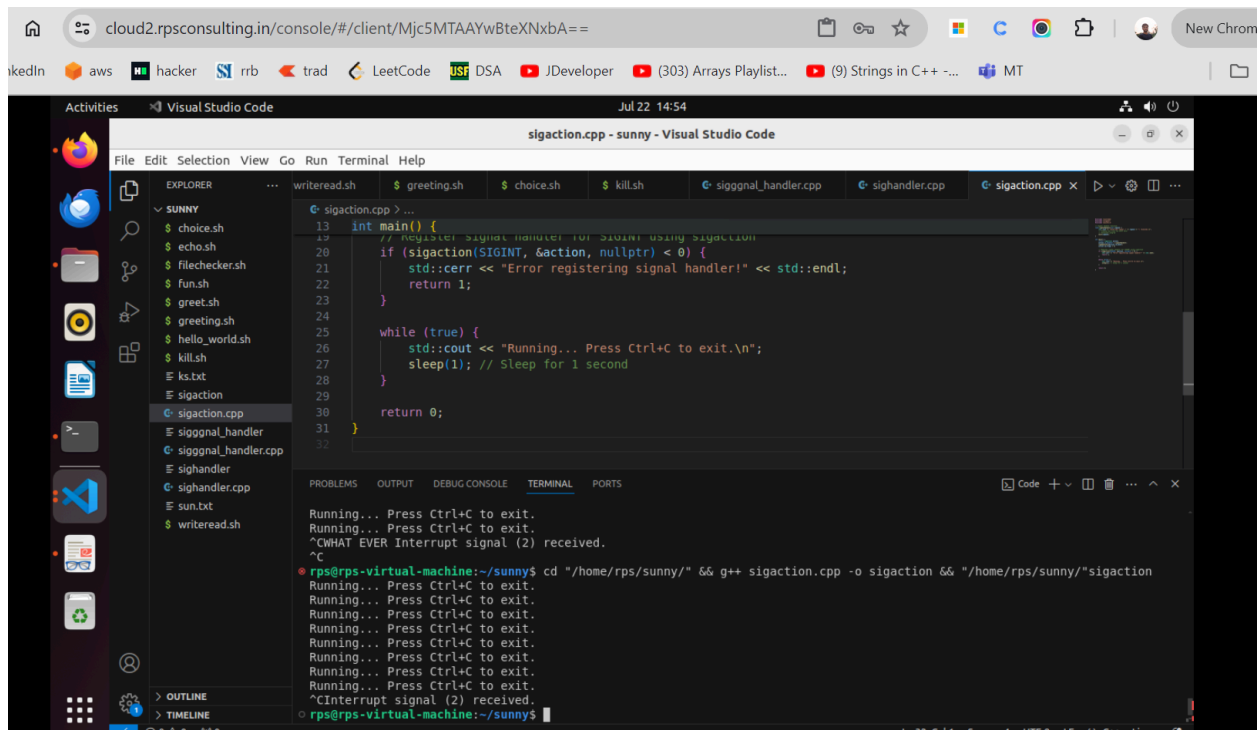 cloud2.rpsconsulting.in/console/#/client/Mjc5MTAAYwBteXNxbA==
New Chrom
nkedIn aws hacker rrb trad LeetCode DSA JDeveloper (303) Arrays Playlist... (9) Strings in C++ -... MT
Activities Visual Studio Code Jul 22 14:54
sigaction.cpp - sunny - Visual Studio Code
File Edit Selection View Go Run Terminal Help
EXPLORER ... writeread.sh $ greeting.sh $ choice.sh $ kill.sh sigggnal_handler.cpp sighandler.cpp sigaction.cpp
SUNNY
$ choice.sh
$ echo.sh
$ filechecker.sh
$ fun.sh
$ greet.sh
$ greeting.sh
$ hello_world.sh
$ kill.sh
ks.txt
sigaction
sigaction.cpp
sigggnal_handler
sigggnal_handler.cpp
sighandler
sighandler.cpp
sun.txt
$ writeread.sh
OUTLINE
TIMELINE
sigaction.cpp > ...
13 int main() {
19 // Register signal handler for SIGINT using sigaction
20 if (sigaction(SIGINT, &action, nullptr) < 0) {
21 std::cerr << "Error registering signal handler!" << std::endl;
22 return 1;
23 }
24
25 while (true) {
26 std::cout << "Running... Press Ctrl+C to exit.\n";
27 sleep(1); // Sleep for 1 second
28 }
29
30 return 0;
31 }
32
PROBLEMS OUTPUT DEBUG CONSOLE TERMINAL PORTS Code
Running... Press Ctrl+C to exit.
Running... Press Ctrl+C to exit.
^CWHAT EVER Interrupt signal (2) received.
^C
rps@rps-virtual-machine:~/sunny$ cd "/home/rps/sunny/" && g++ sigaction.cpp -o sigaction && "/home/rps/sunny/"sigaction
Running... Press Ctrl+C to exit.
Running... Press Ctrl+C to exit.
Running... Press Ctrl+C to exit.
Running... Press Ctrl+C to exit.
Running... Press Ctrl+C to exit.
Running... Press Ctrl+C to exit.
Running... Press Ctrl+C to exit.
Running... Press Ctrl+C to exit.
^CInterrupt signal (2) received.
rps@rps-virtual-machine:~/sunny$